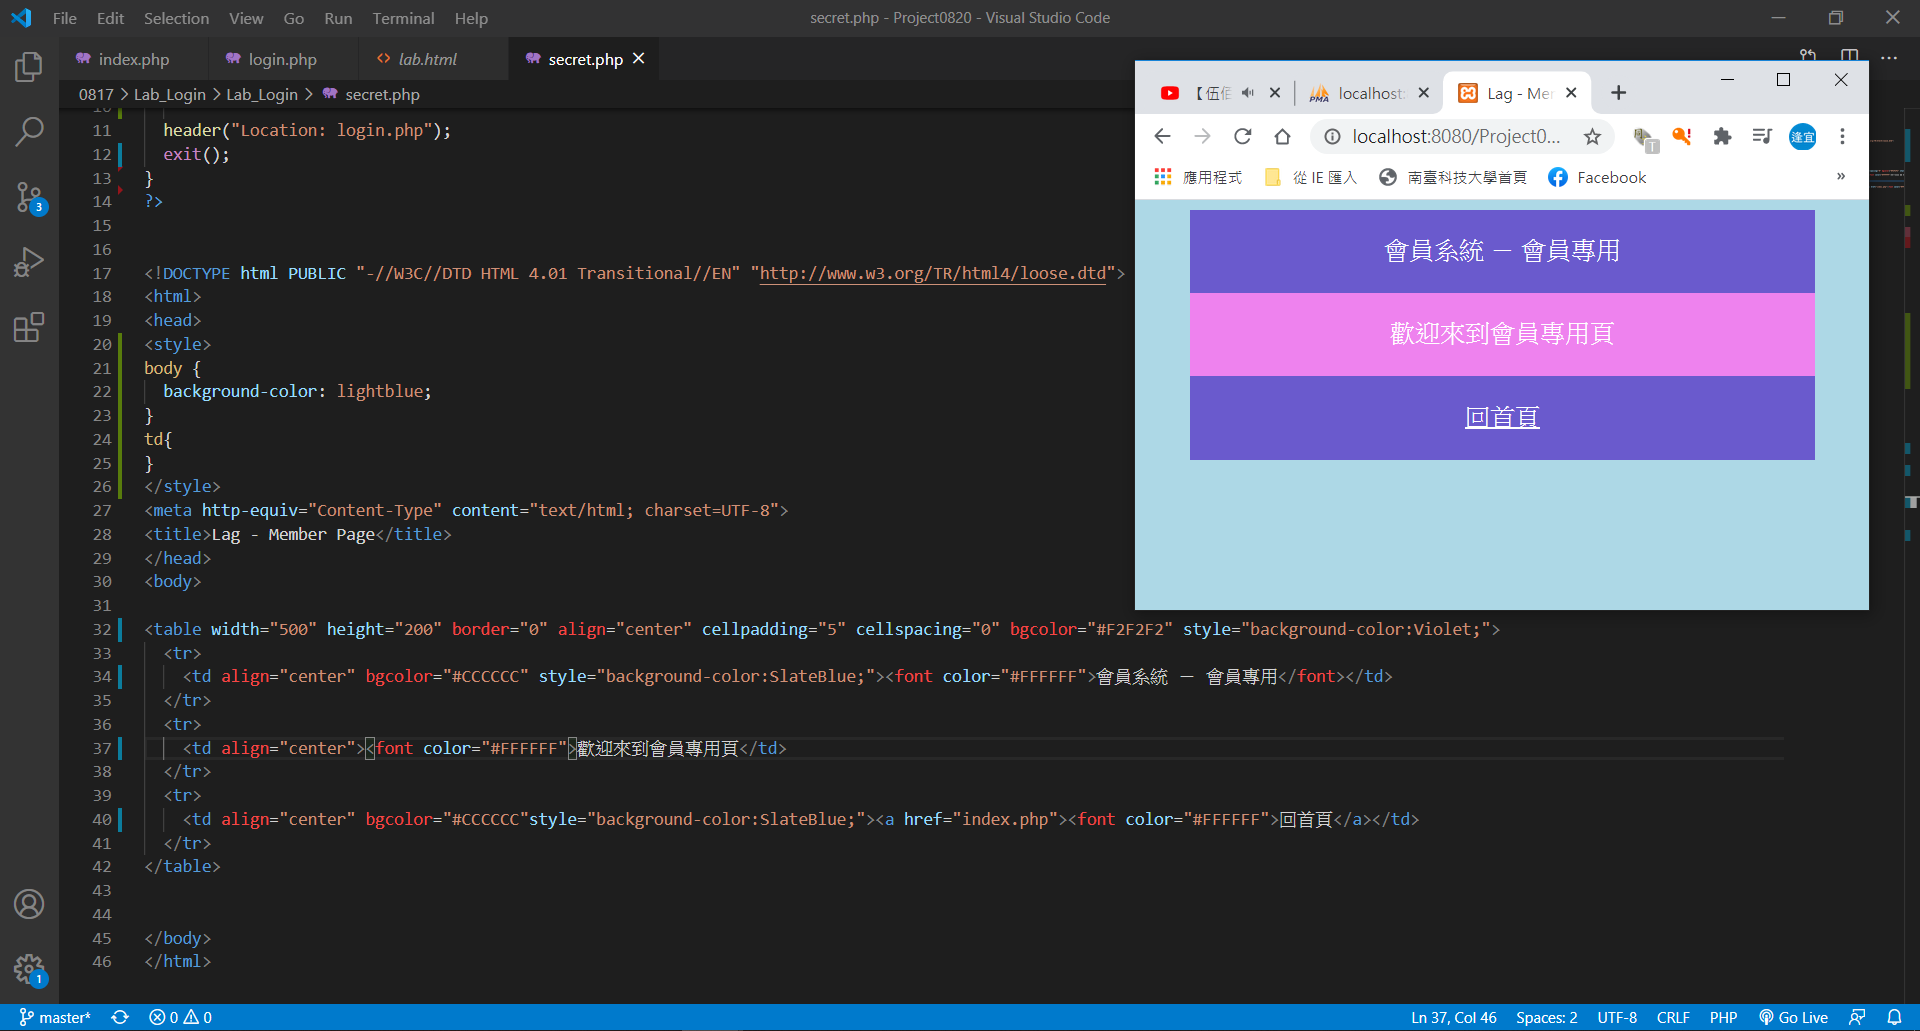 File Edit Selection View Go Run Terminal Help
secret.php - Project0820 - Visual Studio Code
index.php login.php lab.html secret.php
0817 > Lab_Login > Lab_Login > secret.php
11 header("Location: login.php");
12 exit();
13 }
14 ?>
15
16
17 <!DOCTYPE html PUBLIC "-//W3C//DTD HTML 4.01 Transitional//EN" "http://www.w3.org/TR/html4/loose.dtd">
18 <html>
19 <head>
20 <style>
21 body {
22 background-color: lightblue;
23 }
24 td{
25 }
26 </style>
27 <meta http-equiv="Content-Type" content="text/html; charset=UTF-8">
28 <title>Lag - Member Page</title>
29 </head>
30 <body>
31
32 <table width="500" height="200" border="0" align="center" cellpadding="5" cellspacing="0" bgcolor="#F2F2F2" style="background-color:Violet;">
33 <tr>
34 <td align="center" bgcolor="#CCCCCC" style="background-color:SlateBlue;"><font color="#FFFFFF">會員系統 － 會員專用</font></td>
35 </tr>
36 <tr>
37 <td align="center"><font color="#FFFFFF">歡迎來到會員專用頁</td>
38 </tr>
39 <tr>
40 <td align="center" bgcolor="#CCCCCC"style="background-color:SlateBlue;"><a href="index.php"><font color="#FFFFFF">回首頁</a></td>
41 </tr>
42 </table>
43
44
45 </body>
46 </html>
3
1
master* 0 0
Ln 37, Col 46 Spaces: 2 UTF-8 CRLF PHP Go Live
【伍佰 localhost: Lag - Mer
PMA
localhost:8080/Project0...
T
逢宜
應用程式 從 IE 匯入 南臺科技大學首頁 Facebook »
會員系統 － 會員專用
歡迎來到會員專用頁
回首頁